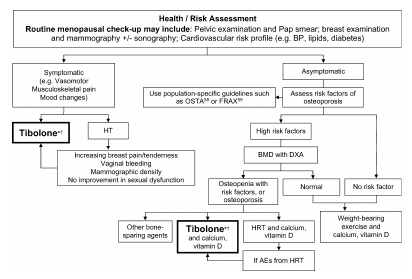 Health / Risk Assessment
Routine menopausal check-up may include: Pelvic examination and Pap smear; breast examination
and mammography +/- sonography; Cardiovascular risk profile (e.g. BP, lipids, diabetes)
Symptomatic
(e.g. Vasomotor
Musculoskeletal pain
Mood changes)
Asymptomatic
Use population-specific guidelines such
as OSTA or FRAX
Assess risk factors of
osteoporosis
Tibolone
HT
High risk factors
Increasing breast pain/tenderness
Vaginal bleeding
Mammographic density
No improvement in sexual dysfunction
BMD with DXA
Osteopenia with
risk factors, or
osteoporosis
Normal
No risk factor
Other bone-
sparing agents
Tibolone
and calcium,
vitamin D
HRT and calcium,
vitamin D
Weight-bearing
exercise and
calcium, vitamin D
If AEs from HRT